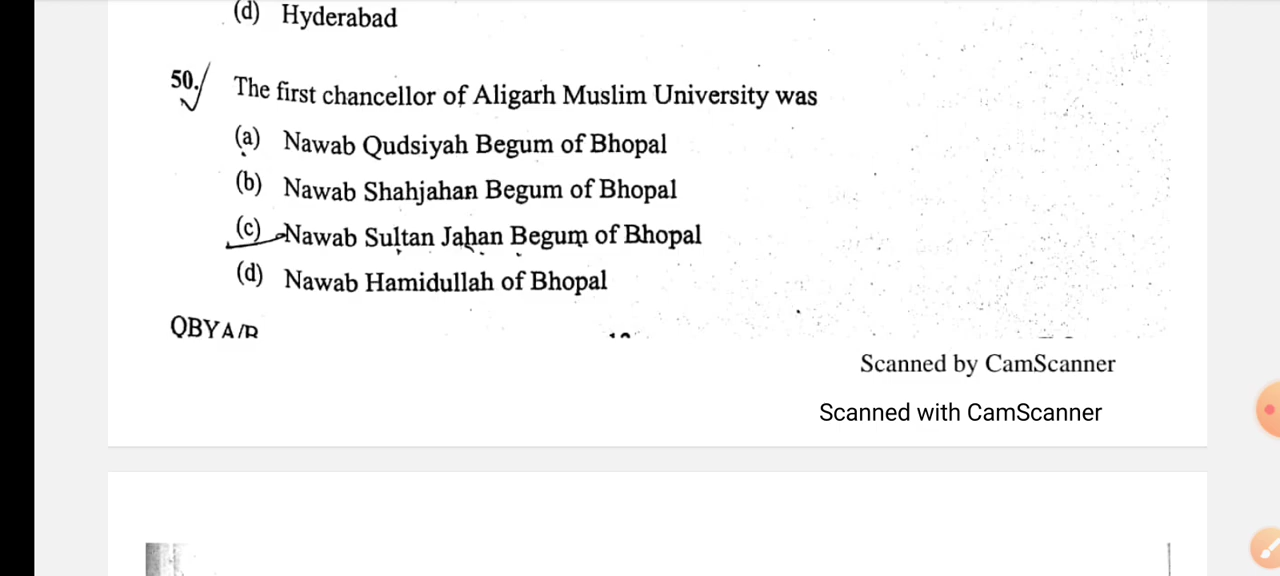 (d) Hyderabad
50. The first chancellor of Aligarh Muslim University was
(a) Nawab Qudsiyah Begum of Bhopal
(b) Nawab Shahjahan Begum of Bhopal
(c) Nawab Sultan Jahan Begum of Bhopal
(d) Nawab Hamidullah of Bhopal
QBYA/R
Scanned by CamScanner
Scanned with CamScanner